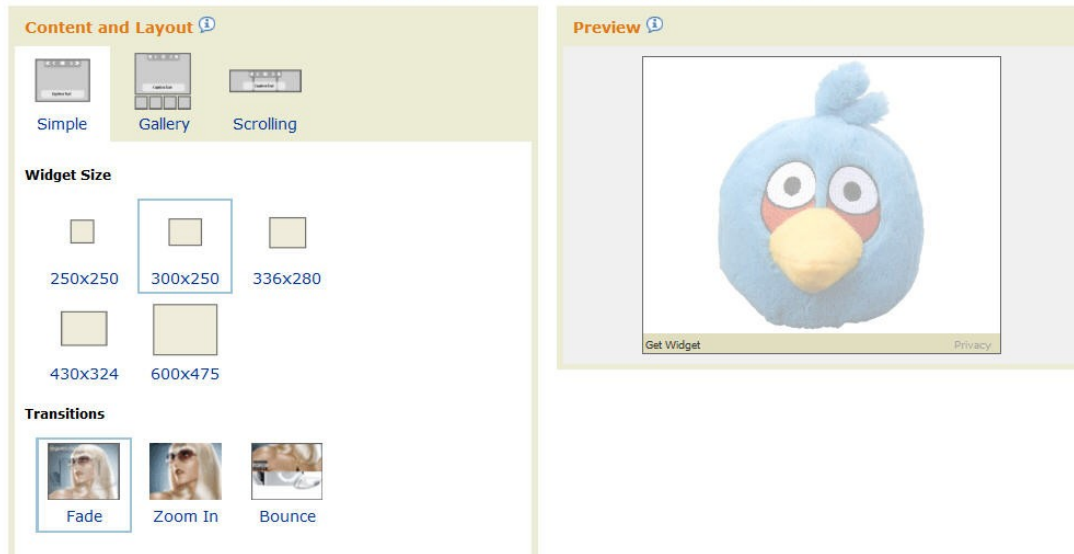 Content and Layout
Simple
Gallery
Scrolling
Widget Size
250x250
300x250
336x280
430x324
600x475
Transitions
Fade
Zoom In
Bounce
Preview
Get Widget
Privacy